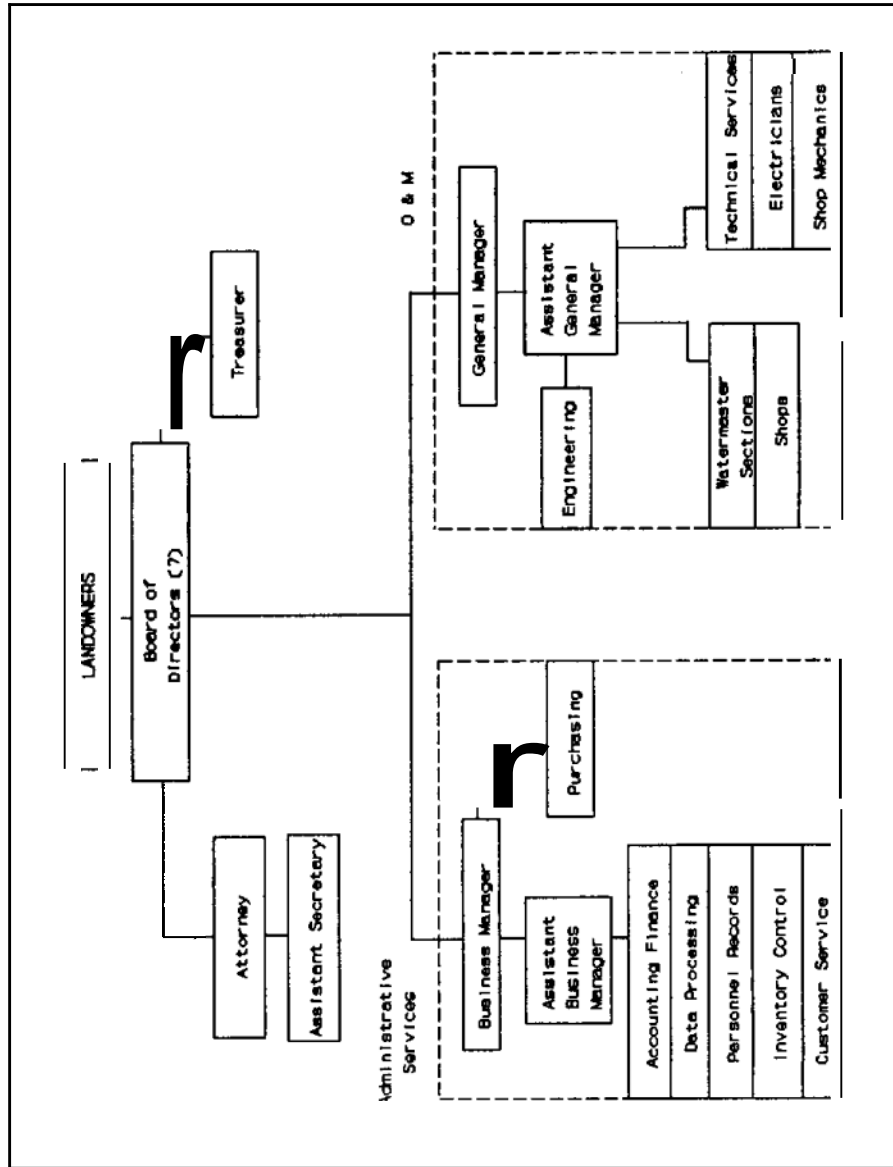 LANDOWNERS
Board of
Directors (7)
Treasurer
Attorney
Assistant Secretary
Administrative
Services
O & M
Business Manager
Purchasing
Assistant
Business
Manager
Accounting Finance
Data Processing
Personnel Records
Inventory Control
Customer Service
General Manager
Engineering
Assistant
General
Manager
Watermaster
Sections
Shops
Technical Services
Electricians
Shop Mechanics
r
r